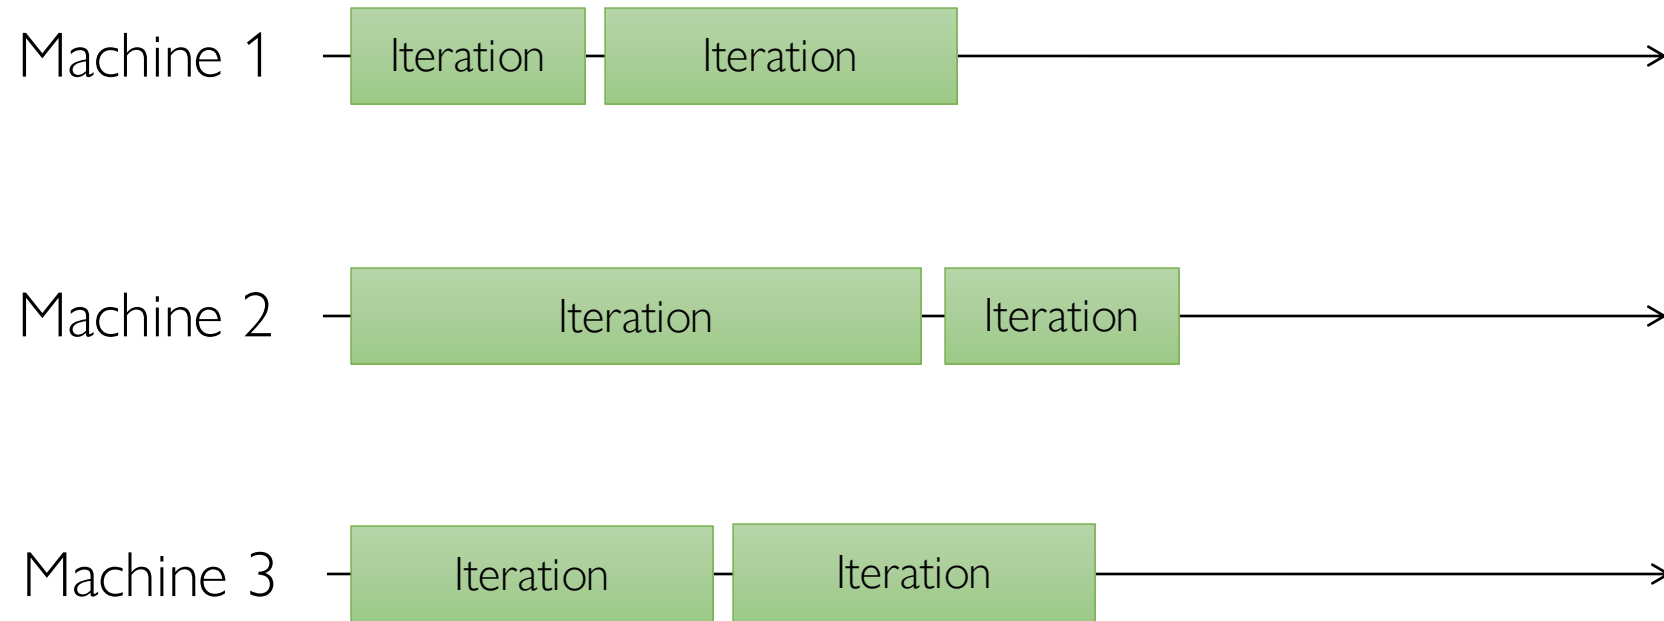 Machine 1
Iteration
Iteration
Machine 2
Iteration
Iteration
Machine 3
Iteration
Iteration